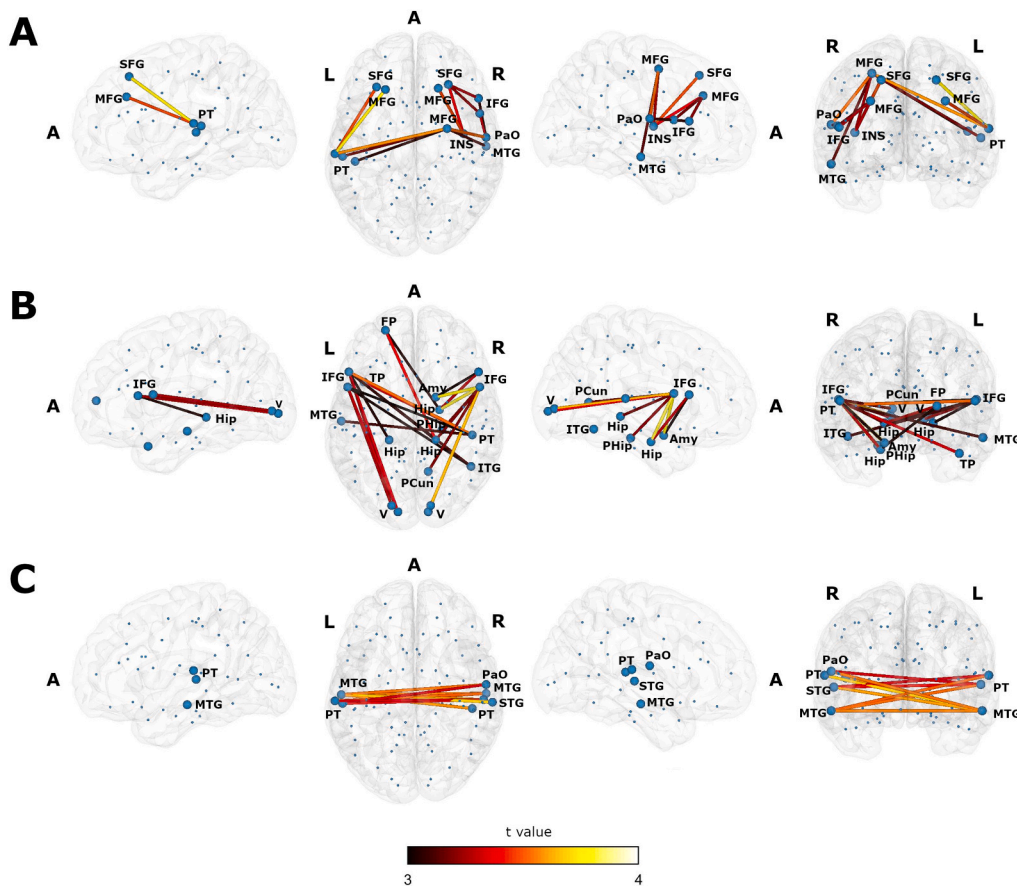 A
A
L
R
R
L
A
A
SFG
MFG
PT
SFG
MFG
SFG
MFG
IFG
MFG
PaO
INS
MTG
PT
MFG
SFG
MFG
PaO
IFG
INS
MTG
MFG
SFG
SFG
MFG
PaO
IFG
INS
PT
MTG
B
A
L
R
R
L
A
A
IFG
Hip
V
FP
IFG
TP
Amy
IFG
MTG
Hip
PHip
PT
Hip
Hip
ITG
PCun
V
V
PCun
IFG
V
Hip
ITG
PHip
Amy
Hip
IFG
PCun
FP
IFG
PT
V
V
ITG
Hip
Hip
MTG
Amy
PHip
Hip
TP
C
A
L
R
R
L
A
A
PT
MTG
MTG
PaO
MTG
STG
PT
PT
PT
PaO
STG
MTG
PaO
PT
PT
STG
MTG
MTG
t value
3
4